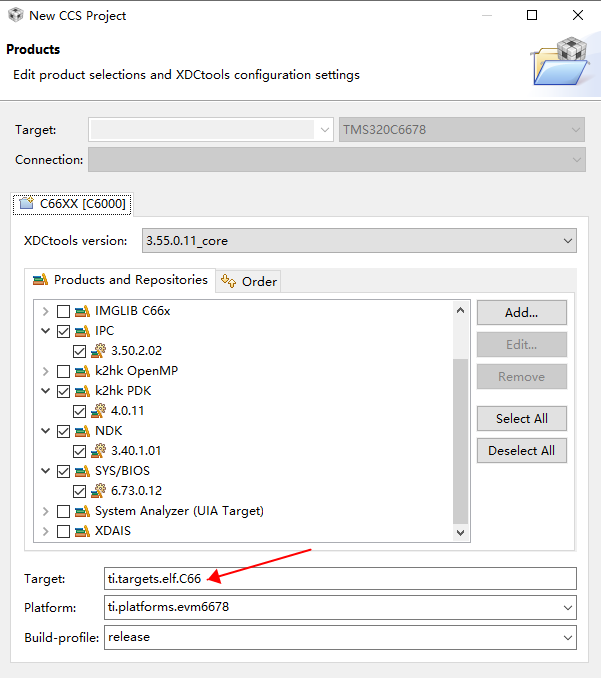 New CCS Project
Products
Edit product selections and XDCtools configuration settings
Target:
TMS320C6678
Connection:
C66XX [C6000]
XDCtools version:
3.55.0.11_core
Products and Repositories
Order
IMGLIB C66x
IPC
3.50.2.02
k2hk OpenMP
k2hk PDK
4.0.11
NDK
3.40.1.01
SYS/BIOS
6.73.0.12
System Analyzer (UIA Target)
XDAIS
Add...
Edit...
Remove
Select All
Deselect All
Target:
ti.targets.elf.C66
Platform:
ti.platforms.evm6678
Build-profile:
release